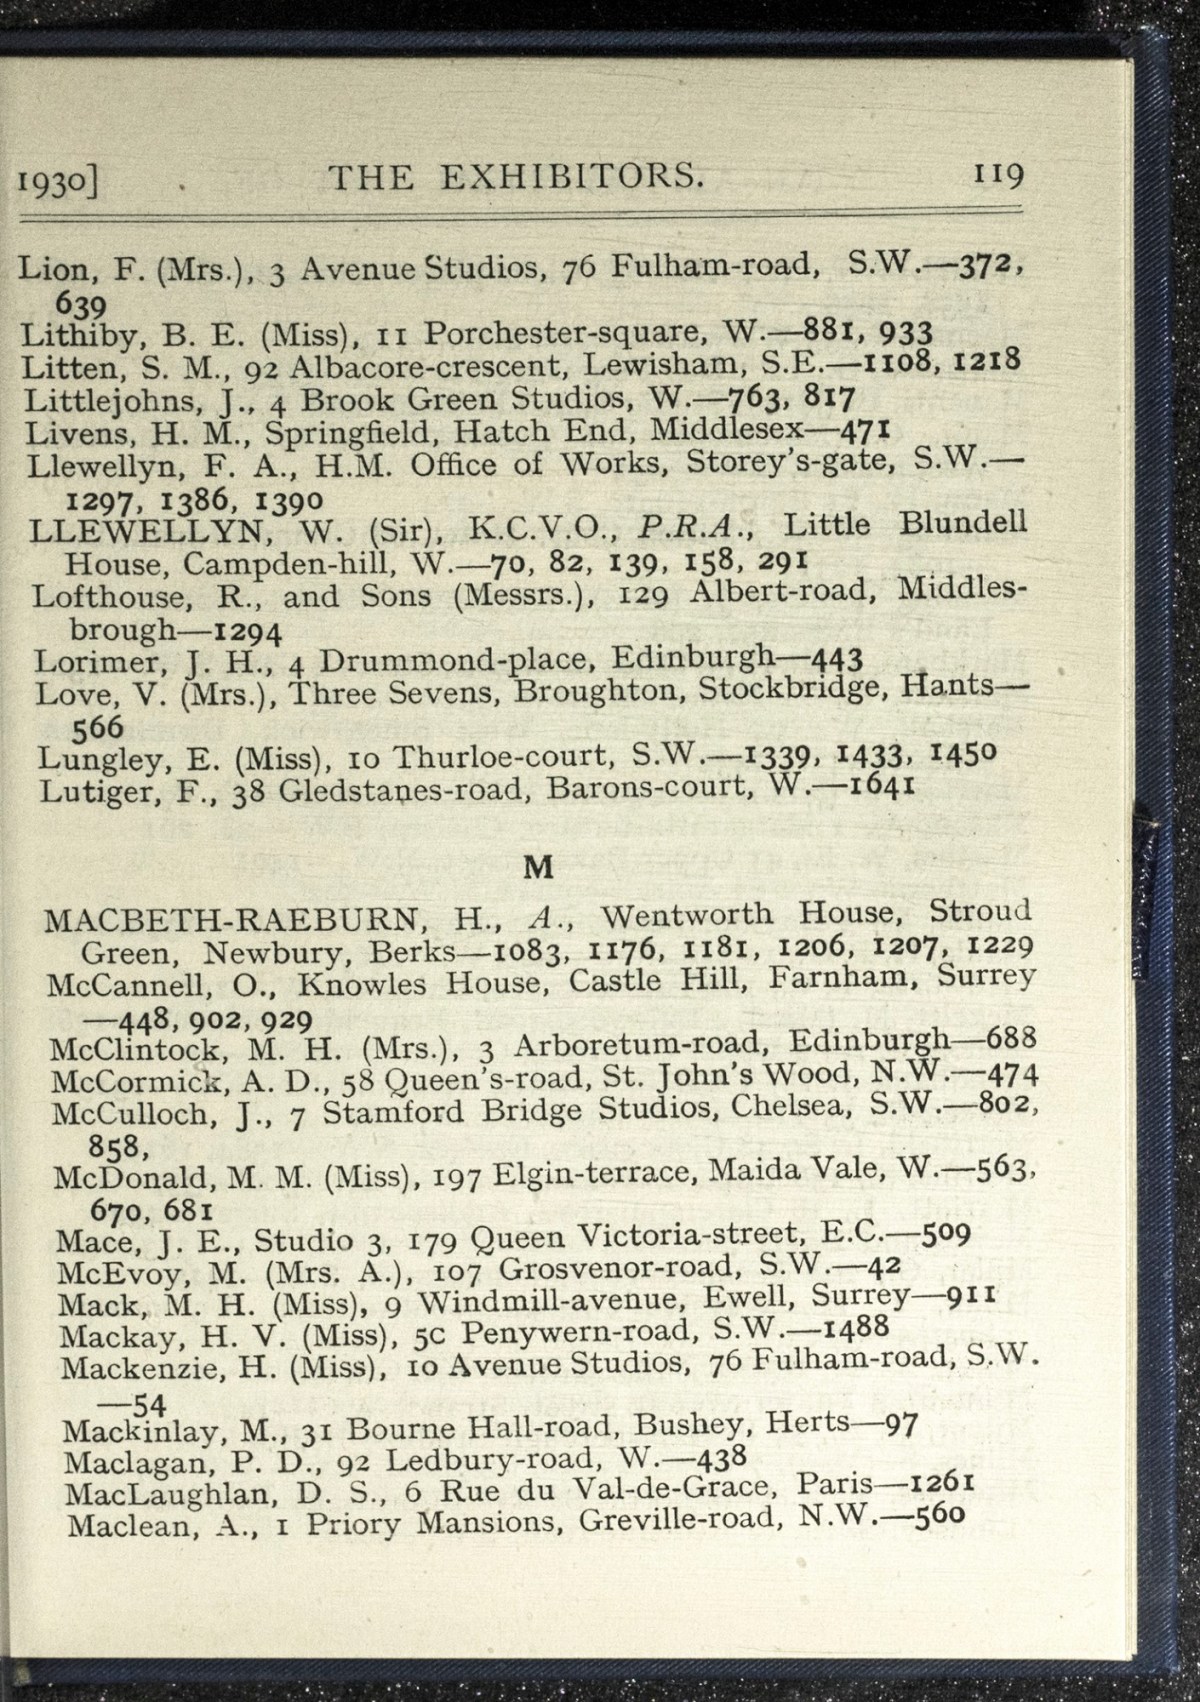 1930] THE EXHIBITORS. 119
Lion, F. (Mrs.), 3 Avenue Studios, 76 Fulham-road, S.W.—372,
639
Lithiby, B. E. (Miss), 11 Porchester-square, W.—881, 933
Litten, S. M., 92 Albacore-crescent, Lewisham, S.E.—1108, 1218
Littlejohns, J., 4 Brook Green Studios, W.—763, 817
Livens, H. M., Springfield, Hatch End, Middlesex—471
Llewellyn, F. A., H.M. Office of Works, Storey's-gate, S.W.—
1297, 1386, 1390
LLEWELLYN, W. (Sir), K.C.V.O., P.R.A., Little Blundell
House, Campden-hill, W.—70, 82, 139, 158, 291
Lofthouse, R., and Sons (Messrs.), 129 Albert-road, Middles-
brough—1294
Lorimer, J. H., 4 Drummond-place, Edinburgh—443
Love, V. (Mrs.), Three Sevens, Broughton, Stockbridge, Hants—
566
Lungley, E. (Miss), 10 Thurloe-court, S.W.—1339, 1433, 1450
Lutiger, F., 38 Gledstanes-road, Barons-court, W.—1641
M
MACBETH-RAEBURN, H., A., Wentworth House, Stroud
Green, Newbury, Berks—1083, 1176, 1181, 1206, 1207, 1229
McCannell, O., Knowles House, Castle Hill, Farnham, Surrey
—448, 902, 929
McClintock, M. H. (Mrs.), 3 Arboretum-road, Edinburgh—688
McCormick, A. D., 58 Queen's-road, St. John's Wood, N.W.—474
McCulloch, J., 7 Stamford Bridge Studios, Chelsea, S.W.—802,
858,
McDonald, M. M. (Miss), 197 Elgin-terrace, Maida Vale, W.—563,
670, 681
Mace, J. E., Studio 3, 179 Queen Victoria-street, E.C.—509
McEvoy, M. (Mrs. A.), 107 Grosvenor-road, S.W.—42
Mack, M. H. (Miss), 9 Windmill-avenue, Ewell, Surrey—911
Mackay, H. V. (Miss), 5C Penywern-road, S.W.—1488
Mackenzie, H. (Miss), 10 Avenue Studios, 76 Fulham-road, S.W.
—54
Mackinlay, M., 31 Bourne Hall-road, Bushey, Herts—97
Maclagan, P. D., 92 Ledbury-road, W.—438
MacLaughlan, D. S., 6 Rue du Val-de-Grace, Paris—1261
Maclean, A., 1 Priory Mansions, Greville-road, N.W.—560